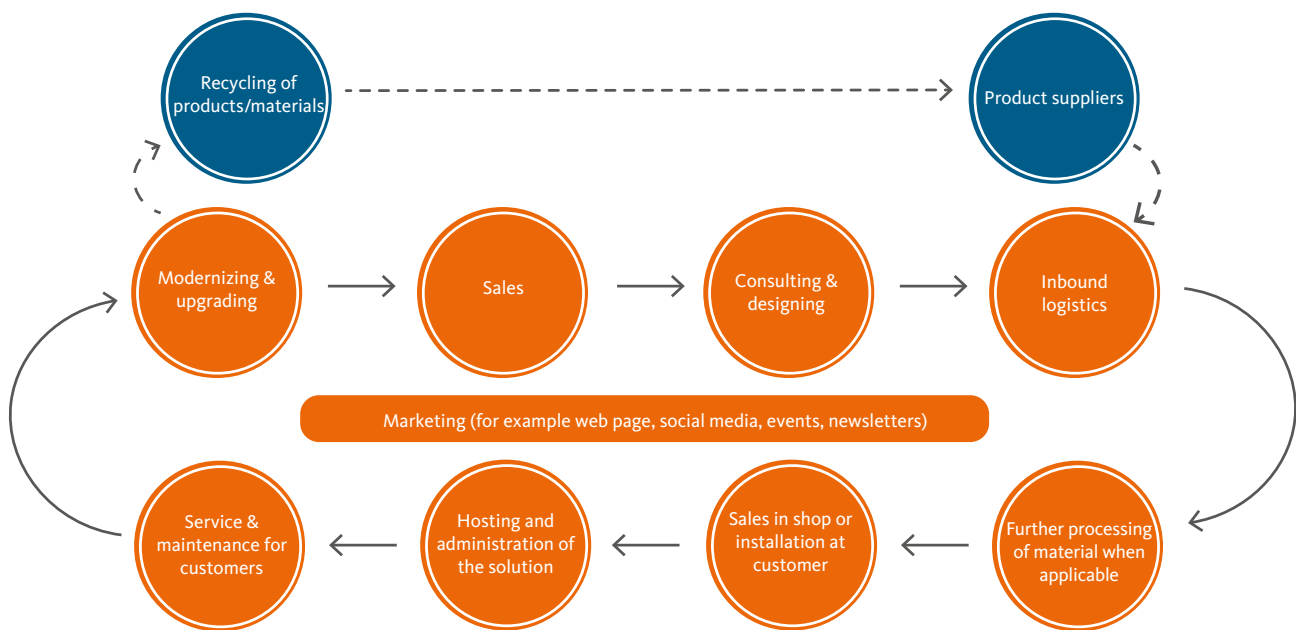 Recycling of
products/materials
Product suppliers
Modernizing &
upgrading
Sales
Consulting &
designing
Inbound
logistics
Marketing (for example web page, social media, events, newsletters)
Service &
maintenance for
customers
Hosting and
administration of
the solution
Sales in shop or
installation at
customer
Further processing
of material when
applicable